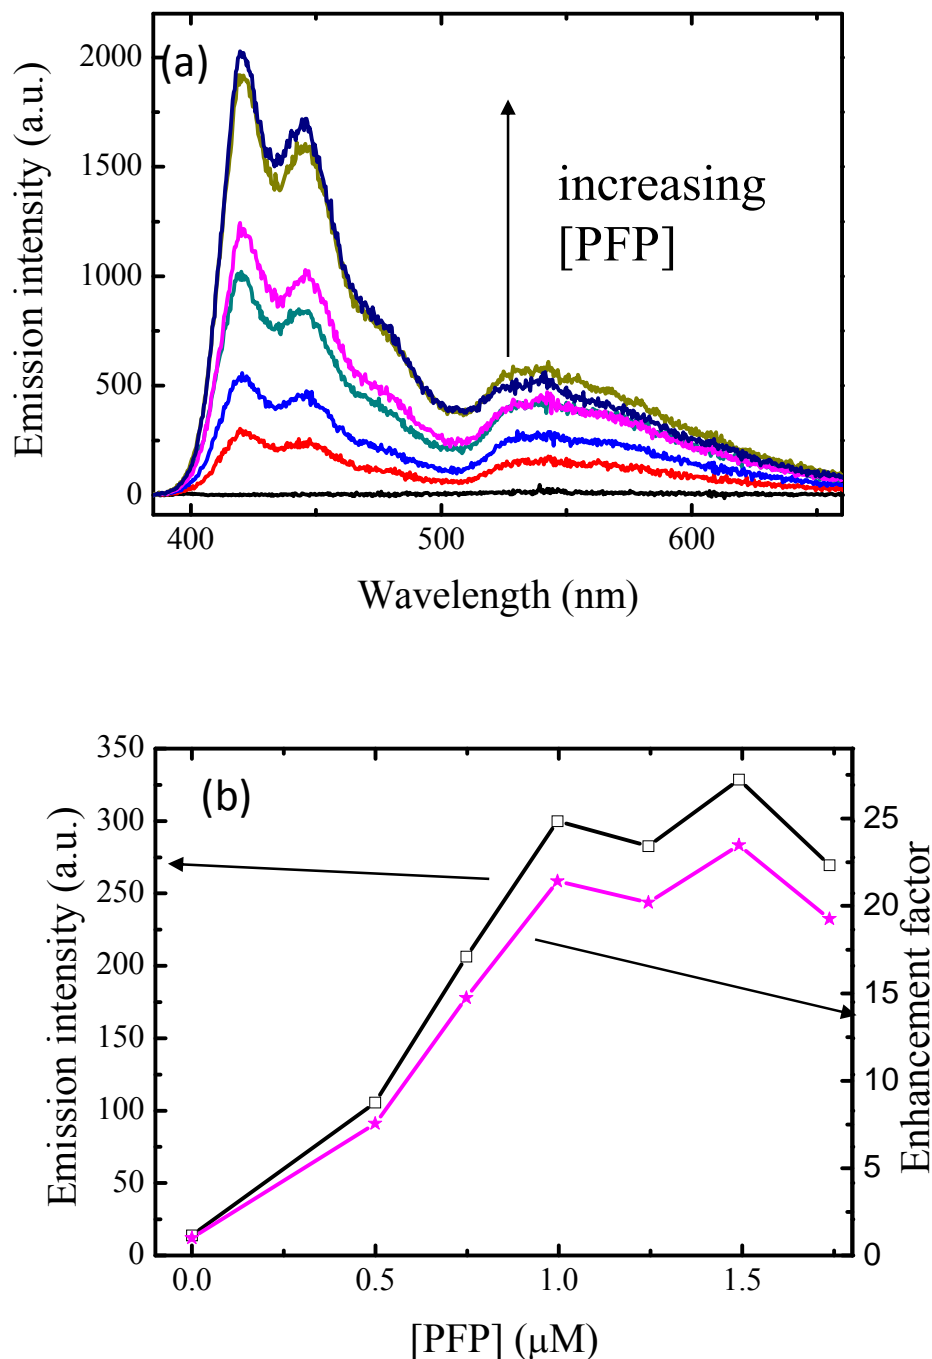 (a)
Emission intensity (a.u.)
2000
1500
1000
500
0
increasing
[PFP]
400
500
600
Wavelength (nm)
(b)
Emission intensity (a.u.)
350
300
250
200
150
100
50
0
25
20
15
10
5
0
Enhancement factor
0.0
0.5
1.0
1.5
[PFP] (μM)